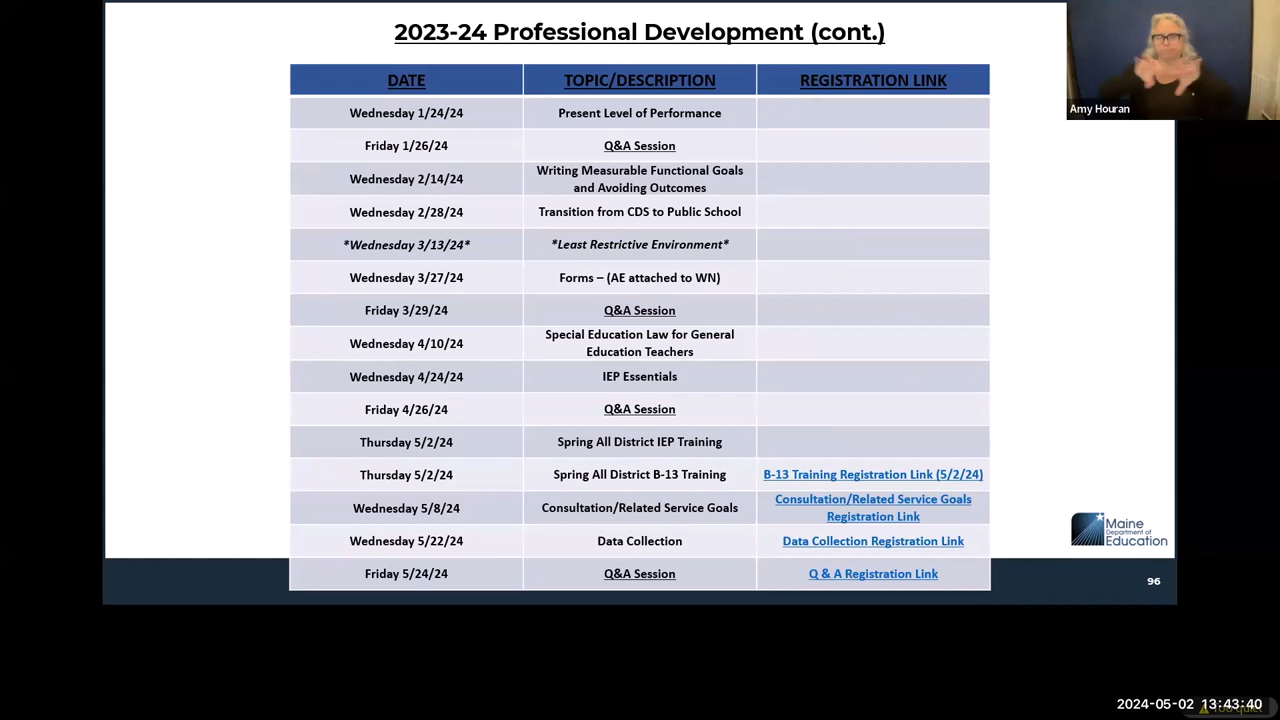 2023-24 Professional Development (cont.)
Amy Houran
DATE TOPIC/DESCRIPTION REGISTRATION LINK
Wednesday 1/24/24 Present Level of Performance
Friday 1/26/24 Q&A Session
Wednesday 2/14/24 Writing Measurable Functional Goals
and Avoiding Outcomes
Wednesday 2/28/24 Transition from CDS to Public School
*Wednesday 3/13/24* *Least Restrictive Environment*
Wednesday 3/27/24 Forms – (AE attached to WN)
Friday 3/29/24 Q&A Session
Wednesday 4/10/24 Special Education Law for General
Education Teachers
Wednesday 4/24/24 IEP Essentials
Friday 4/26/24 Q&A Session
Thursday 5/2/24 Spring All District IEP Training
Thursday 5/2/24 Spring All District B-13 Training B-13 Training Registration Link (5/2/24)
Wednesday 5/8/24 Consultation/Related Service Goals Consultation/Related Service Goals
Registration Link
Wednesday 5/22/24 Data Collection Data Collection Registration Link
Friday 5/24/24 Q&A Session Q & A Registration Link
Maine
Department of
Education
96
2024-05-02 13:43:40